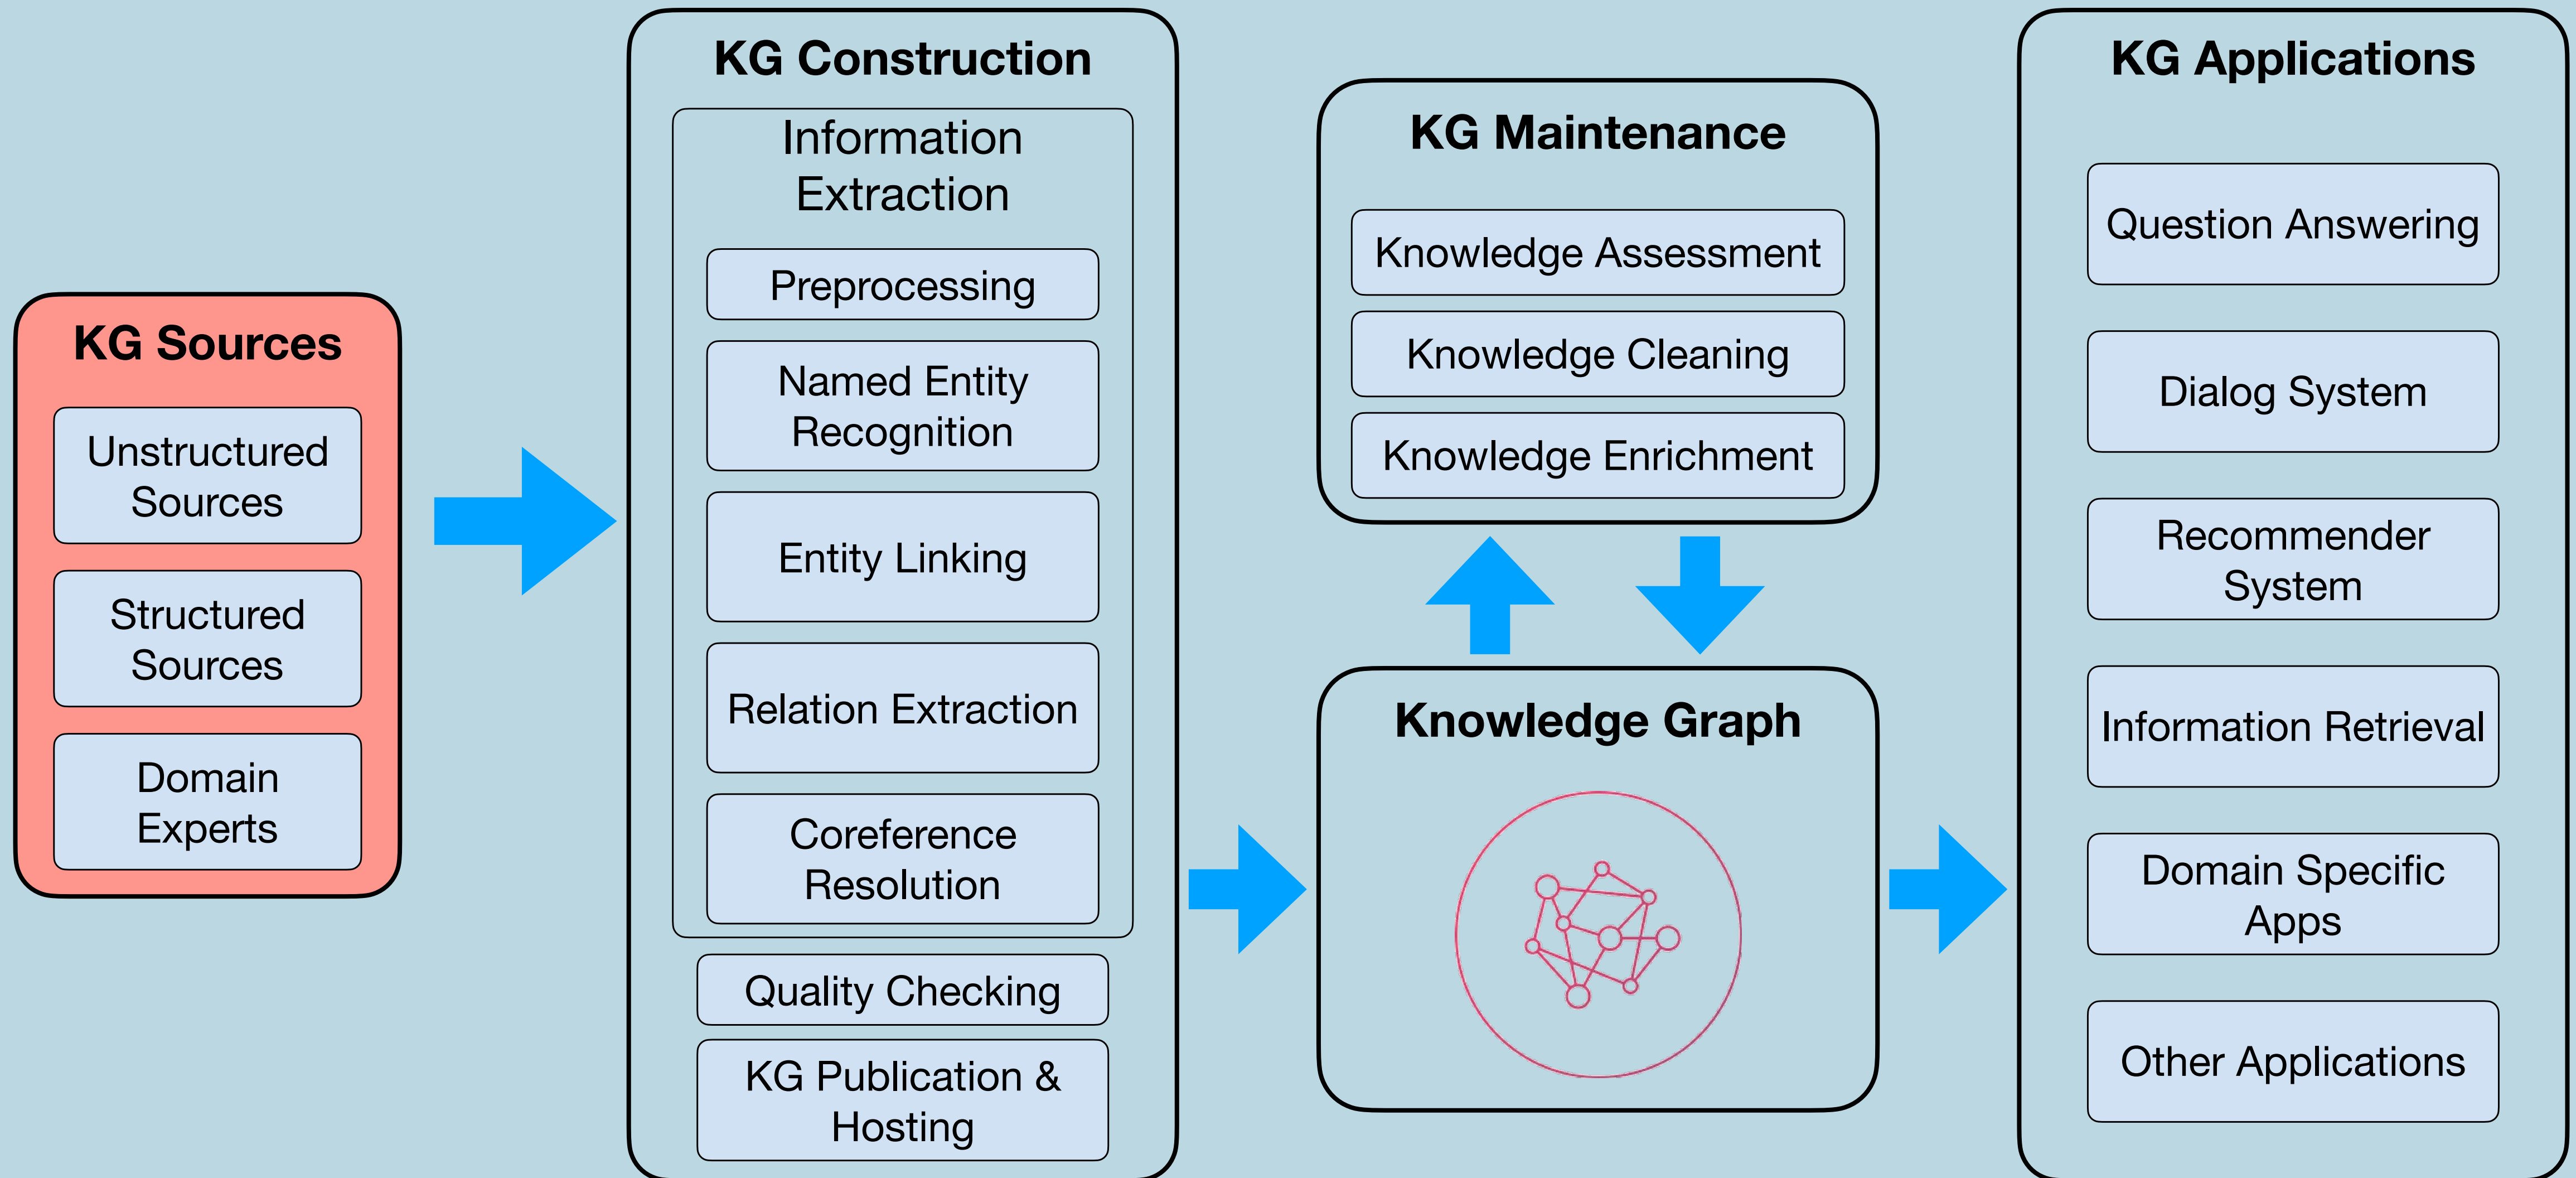 KG Sources
Unstructured
Sources
Structured
Sources
Domain
Experts
KG Construction
Information
Extraction
Preprocessing
Named Entity
Recognition
Entity Linking
Relation Extraction
Coreference
Resolution
Quality Checking
KG Publication &
Hosting
KG Maintenance
Knowledge Assessment
Knowledge Cleaning
Knowledge Enrichment
Knowledge Graph
KG Applications
Question Answering
Dialog System
Recommender
System
Information Retrieval
Domain Specific
Apps
Other Applications